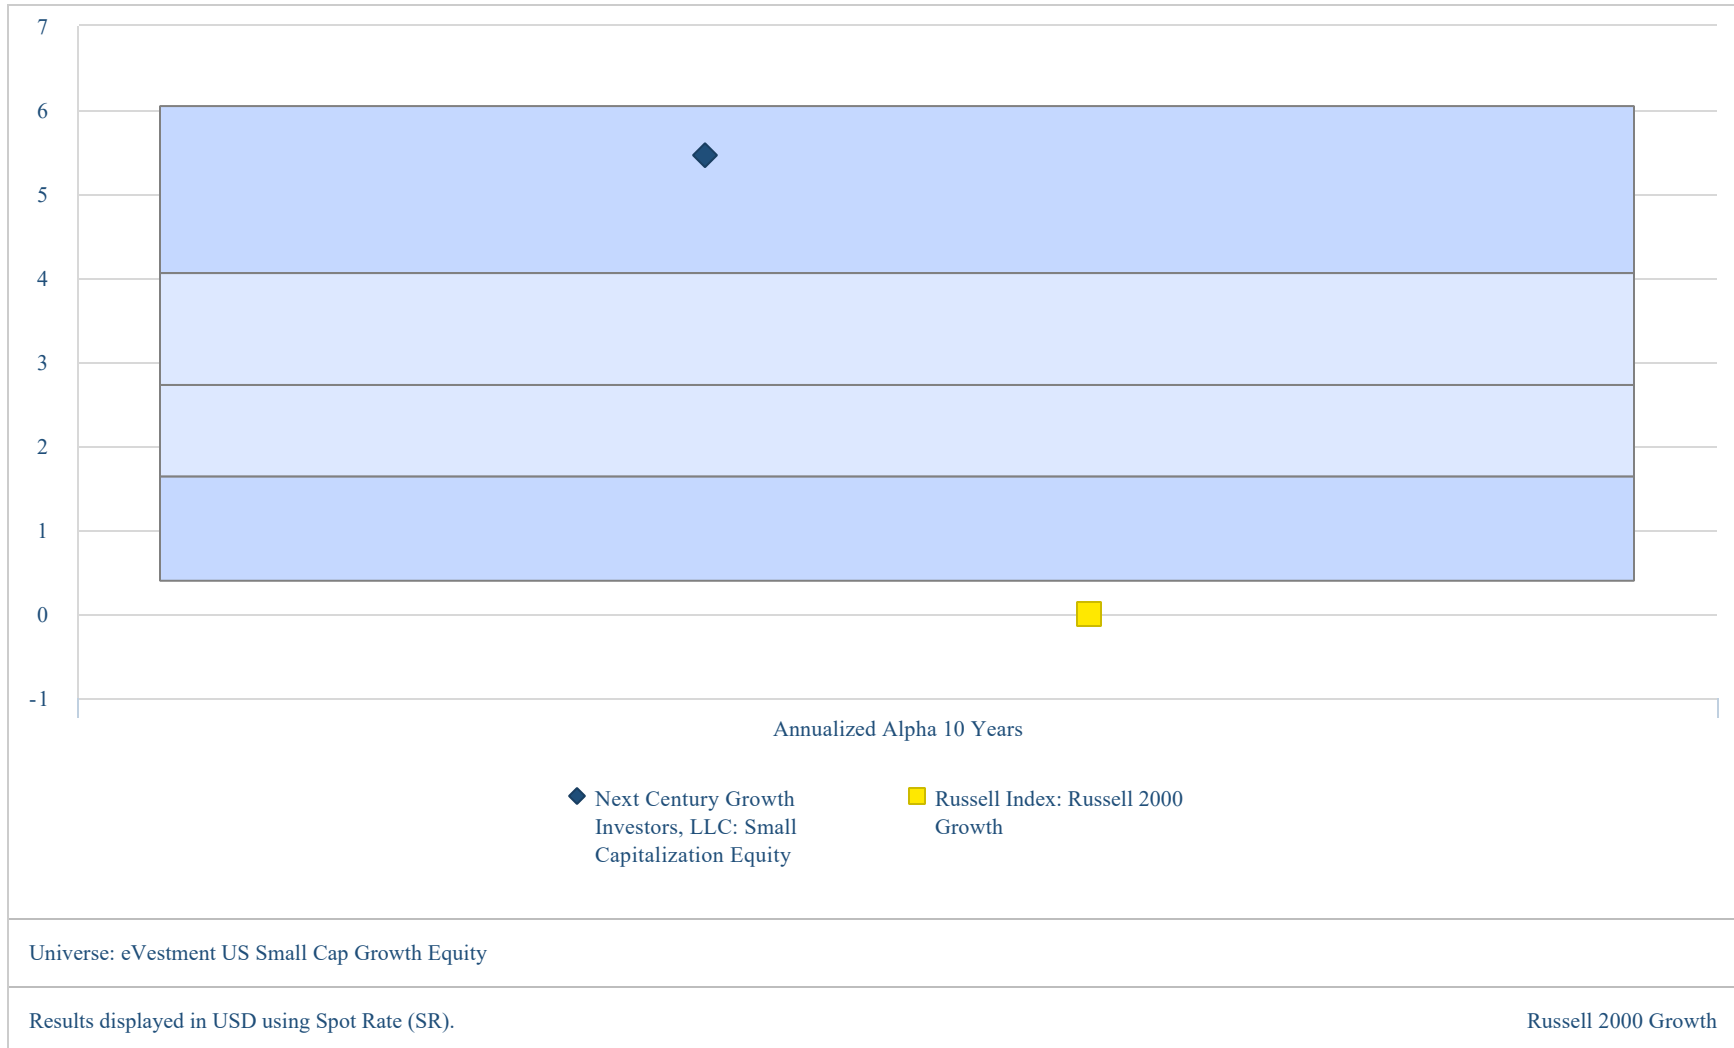 7
6
5
4
3
2
1
0
-1
Annualized Alpha 10 Years
Next Century Growth
Investors, LLC: Small
Capitalization Equity
Russell Index: Russell 2000
Growth
Universe: eVestment US Small Cap Growth Equity
Results displayed in USD using Spot Rate (SR).
Russell 2000 Growth